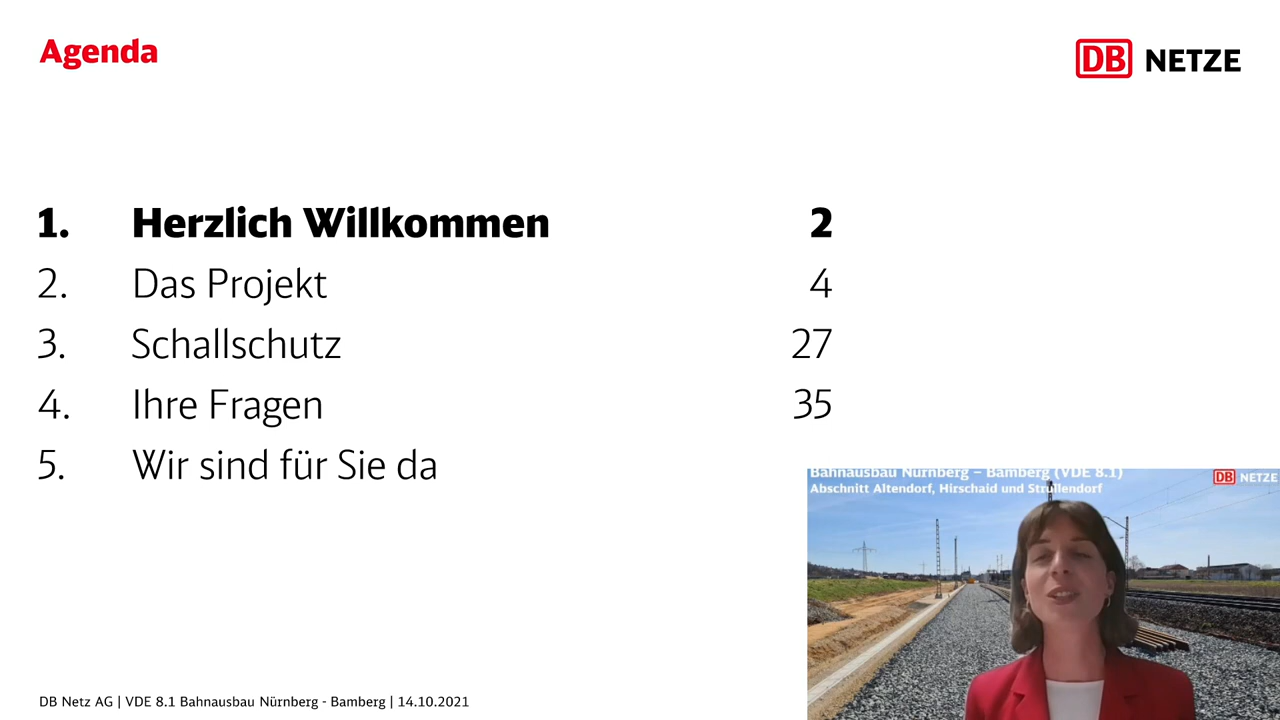 Agenda
DB NETZE
1. Herzlich Willkommen 2
2. Das Projekt 4
3. Schallschutz 27
4. Ihre Fragen 35
5. Wir sind für Sie da
Bahnausbau Nürnberg – Bamberg (VDE 8.1)
Abschnitt Altendorf, Hirschaid und Strullendorf
DB NETZE
DB Netz AG | VDE 8.1 Bahnausbau Nürnberg - Bamberg | 14.10.2021